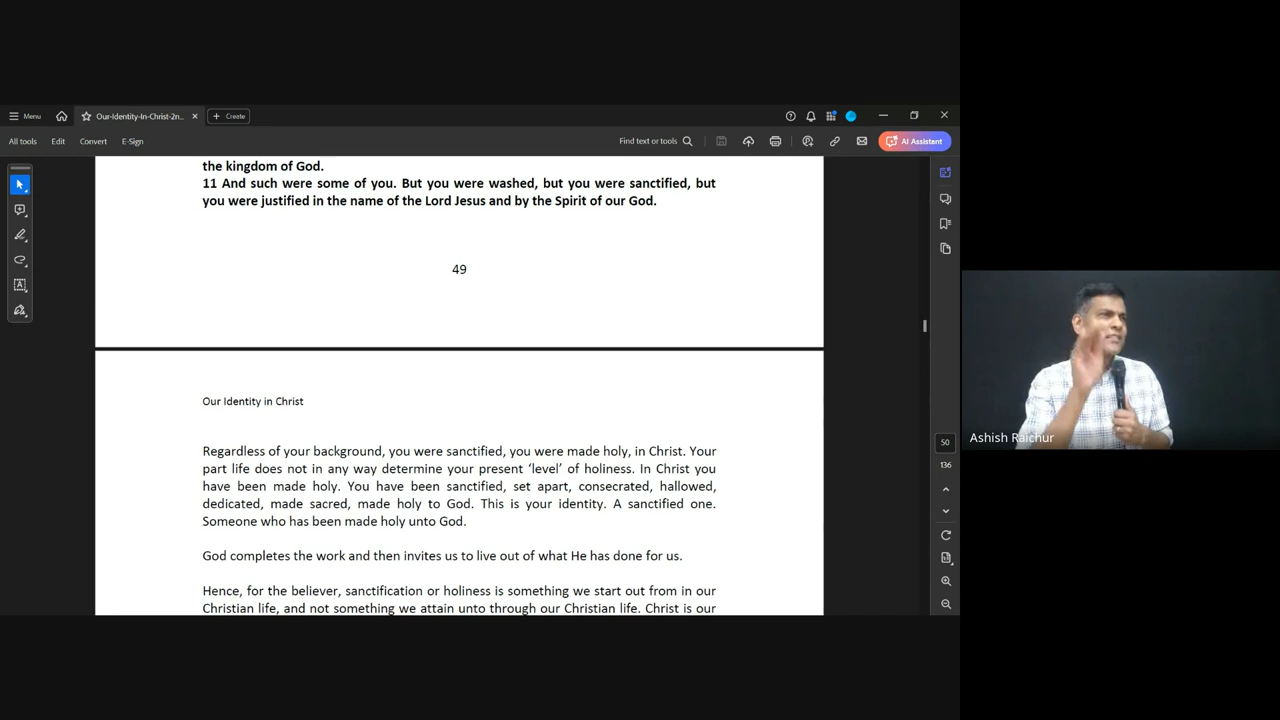 Menu
Our-Identity-In-Christ-2n...
Create
All tools
Edit
Convert
E-Sign
Find text or tools
AI Assistant
the kingdom of God.
11 And such were some of you. But you were washed, but you were sanctified, but
you were justified in the name of the Lord Jesus and by the Spirit of our God.
49
Our Identity in Christ
Regardless of your background, you were sanctified, you were made holy, in Christ. Your
part life does not in any way determine your present ‘level’ of holiness. In Christ you
have been made holy. You have been sanctified, set apart, consecrated, hallowed,
dedicated, made sacred, made holy to God. This is your identity. A sanctified one.
Someone who has been made holy unto God.
God completes the work and then invites us to live out of what He has done for us.
Hence, for the believer, sanctification or holiness is something we start out from in our
Christian life, and not something we attain unto through our Christian life. Christ is our
50
136
Ashish Raichur